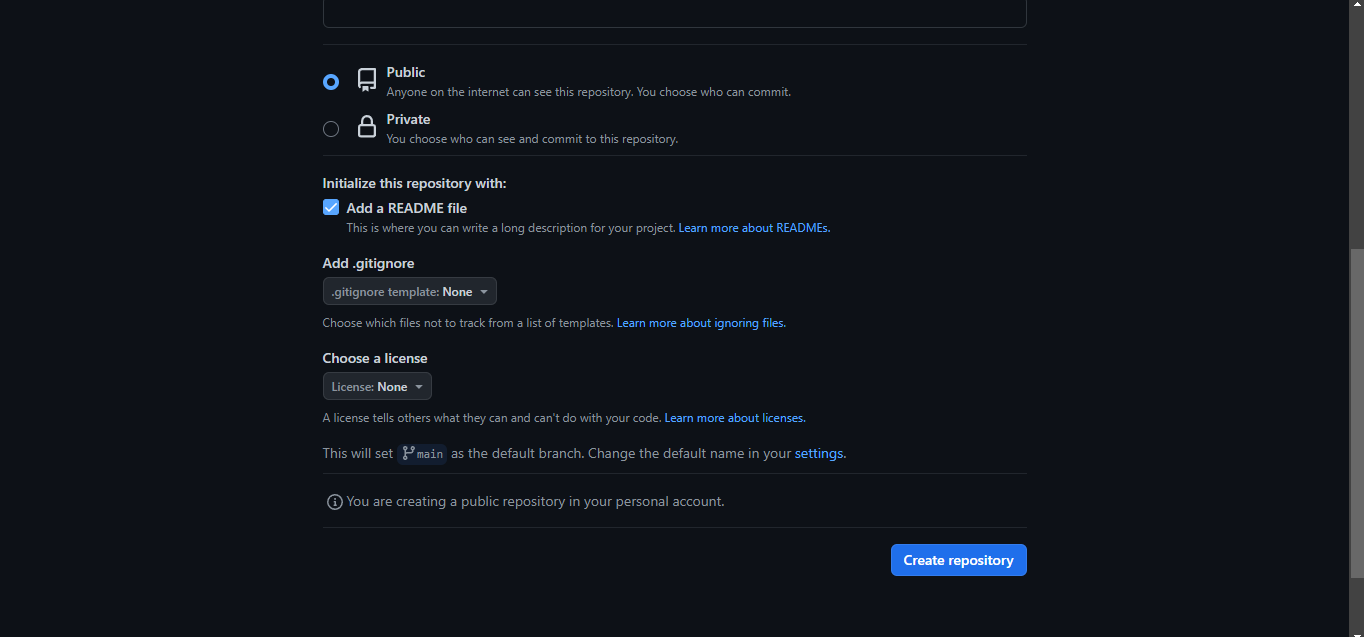 Public
Anyone on the internet can see this repository. You choose who can commit.
Private
You choose who can see and commit to this repository.
Initialize this repository with:
Add a README file
This is where you can write a long description for your project. Learn more about READMEs.
Add .gitignore
.gitignore template: None
Choose which files not to track from a list of templates. Learn more about ignoring files.
Choose a license
License: None
A license tells others what they can and can't do with your code. Learn more about licenses.
This will set main as the default branch. Change the default name in your settings.
You are creating a public repository in your personal account.
Create repository